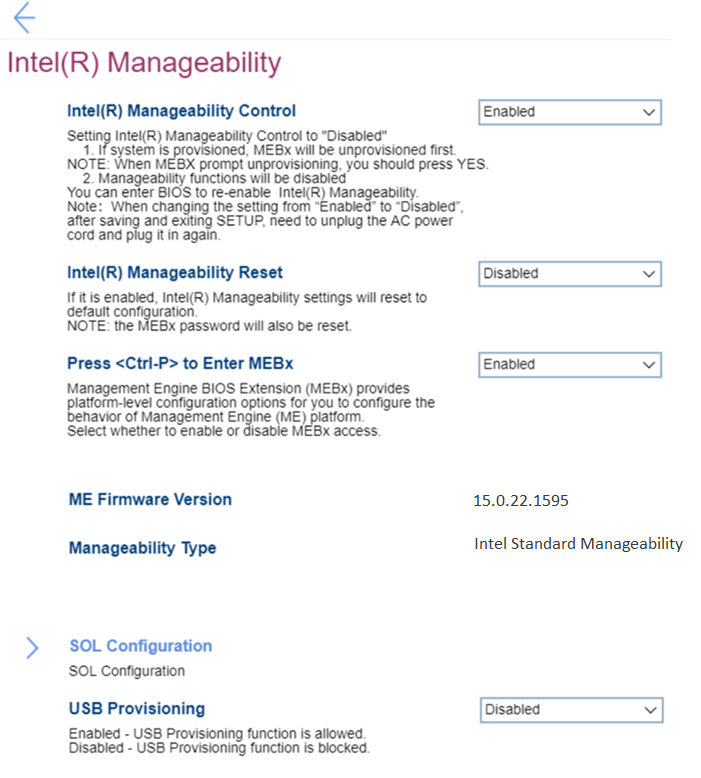 Intel(R) Manageability
Intel(R) Manageability Control
Enabled
Setting Intel(R) Manageability Control to "Disabled"
1. If system is provisioned, MEBx will be unprovisioned first.
NOTE: When MEBX prompt unprovisioning, you should press YES.
2. Manageability functions will be disabled
You can enter BIOS to re-enable  Intel(R) Manageability.
Note:  When changing the setting from “Enabled” to “Disabled”,
after saving and exiting SETUP, need to unplug the AC power
cord and plug it in again.
Intel(R) Manageability Reset
Disabled
If it is enabled, Intel(R) Manageability settings will reset to
default configuration.
NOTE: the MEBx password will also be reset.
Press <Ctrl-P> to Enter MEBx
Enabled
Management Engine BIOS Extension (MEBx) provides
platform-level configuration options for you to configure the
behavior of Management Engine (ME) platform.
Select whether to enable or disable MEBx access.
ME Firmware Version
15.0.22.1595
Manageability Type
Intel Standard Manageability
SOL Configuration
SOL Configuration
USB Provisioning
Disabled
Enabled - USB Provisioning function is allowed.
Disabled - USB Provisioning function is blocked.